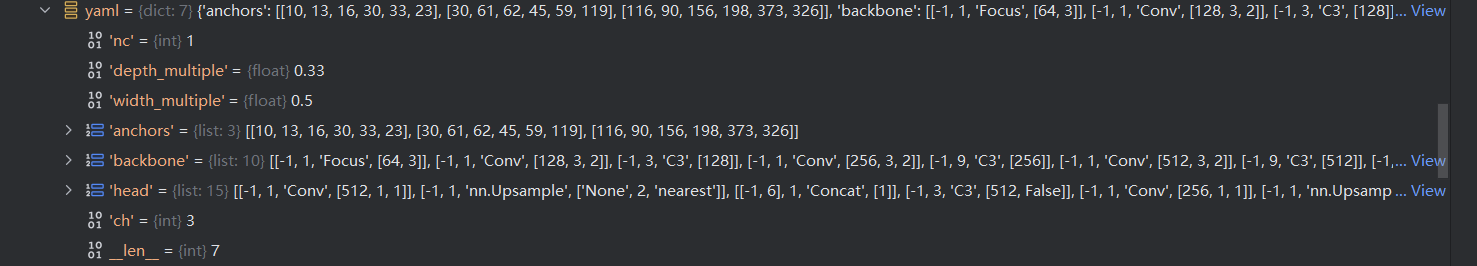 yaml = {dict: 7} {'anchors': [[10, 13, 16, 30, 33, 23], [30, 61, 62, 45, 59, 119], [116, 90, 156, 198, 373, 326]], 'backbone': [[-1, 1, 'Focus', [64, 3]], [-1, 1, 'Conv', [128, 3, 2]], [-1, 3, 'C3', [128]]... View
'nc' = {int} 1
'depth_multiple' = {float} 0.33
'width_multiple' = {float} 0.5
'anchors' = {list: 3} [[10, 13, 16, 30, 33, 23], [30, 61, 62, 45, 59, 119], [116, 90, 156, 198, 373, 326]]
'backbone' = {list: 10} [[-1, 1, 'Focus', [64, 3]], [-1, 1, 'Conv', [128, 3, 2]], [-1, 3, 'C3', [128]], [-1, 1, 'Conv', [256, 3, 2]], [-1, 9, 'C3', [256]], [-1, 1, 'Conv', [512, 3, 2]], [-1, 9, 'C3', [512]], [-1,... View
'head' = {list: 15} [[-1, 1, 'Conv', [512, 1, 1]], [-1, 1, 'nn.Upsample', ['None', 2, 'nearest']], [[-1, 6], 1, 'Concat', [1]], [-1, 3, 'C3', [512, False]], [-1, 1, 'Conv', [256, 1, 1]], [-1, 1, 'nn.Upsamp... View
'ch' = {int} 3
__len__ = {int} 7